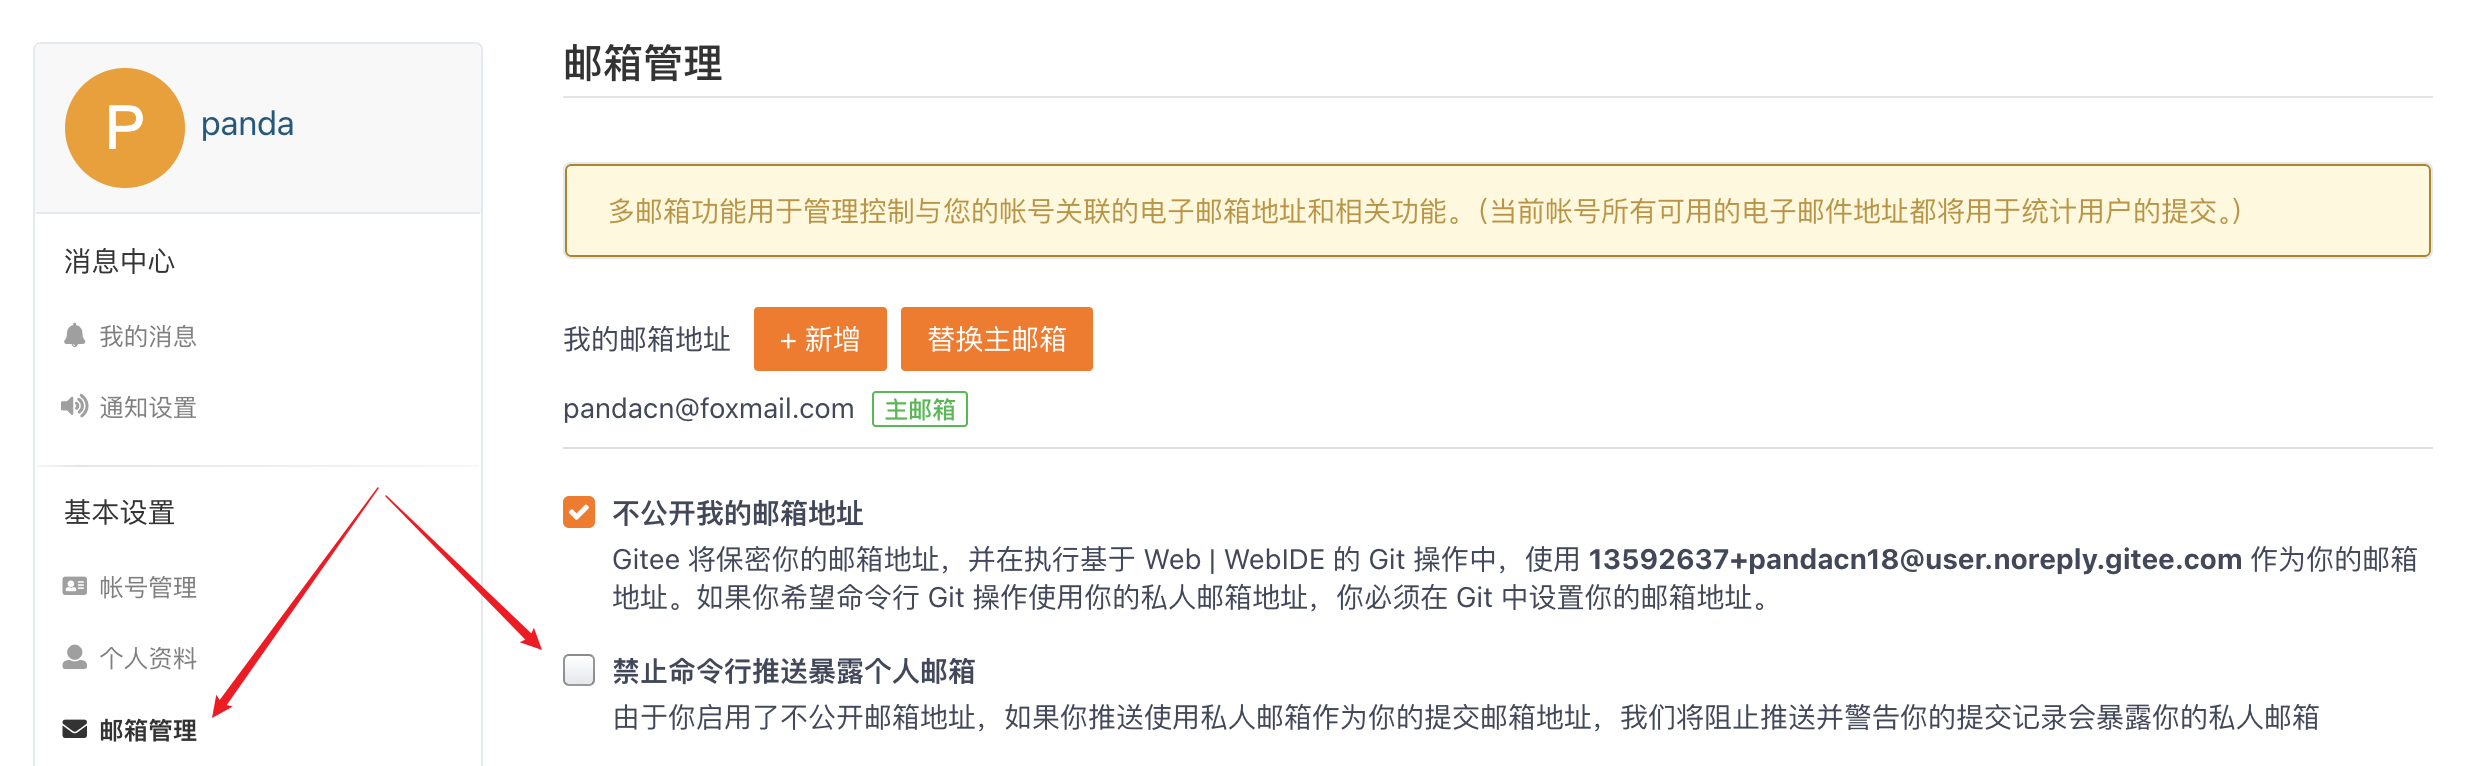 P
panda
消息中心
我的消息
通知设置
基本设置
帐号管理
个人资料
邮箱管理
邮箱管理
多邮箱功能用于管理控制与您的帐号关联的电子邮箱地址和相关功能。（当前帐号所有可用的电子邮件地址都将用于统计用户的提交。）
我的邮箱地址 + 新增 替换主邮箱
pandacn@foxmail.com 主邮箱
不公开我的邮箱地址
Gitee 将保密你的邮箱地址，并在执行基于 Web | WebIDE 的 Git 操作中，使用 13592637+pandacn18@user.noreply.gitee.com 作为你的邮箱
地址。如果你希望命令行 Git 操作使用你的私人邮箱地址，你必须在 Git 中设置你的邮箱地址。
禁止命令行推送暴露个人邮箱
由于你启用了不公开邮箱地址，如果你推送使用私人邮箱作为你的提交邮箱地址，我们将阻止推送并警告你的提交记录会暴露你的私人邮箱